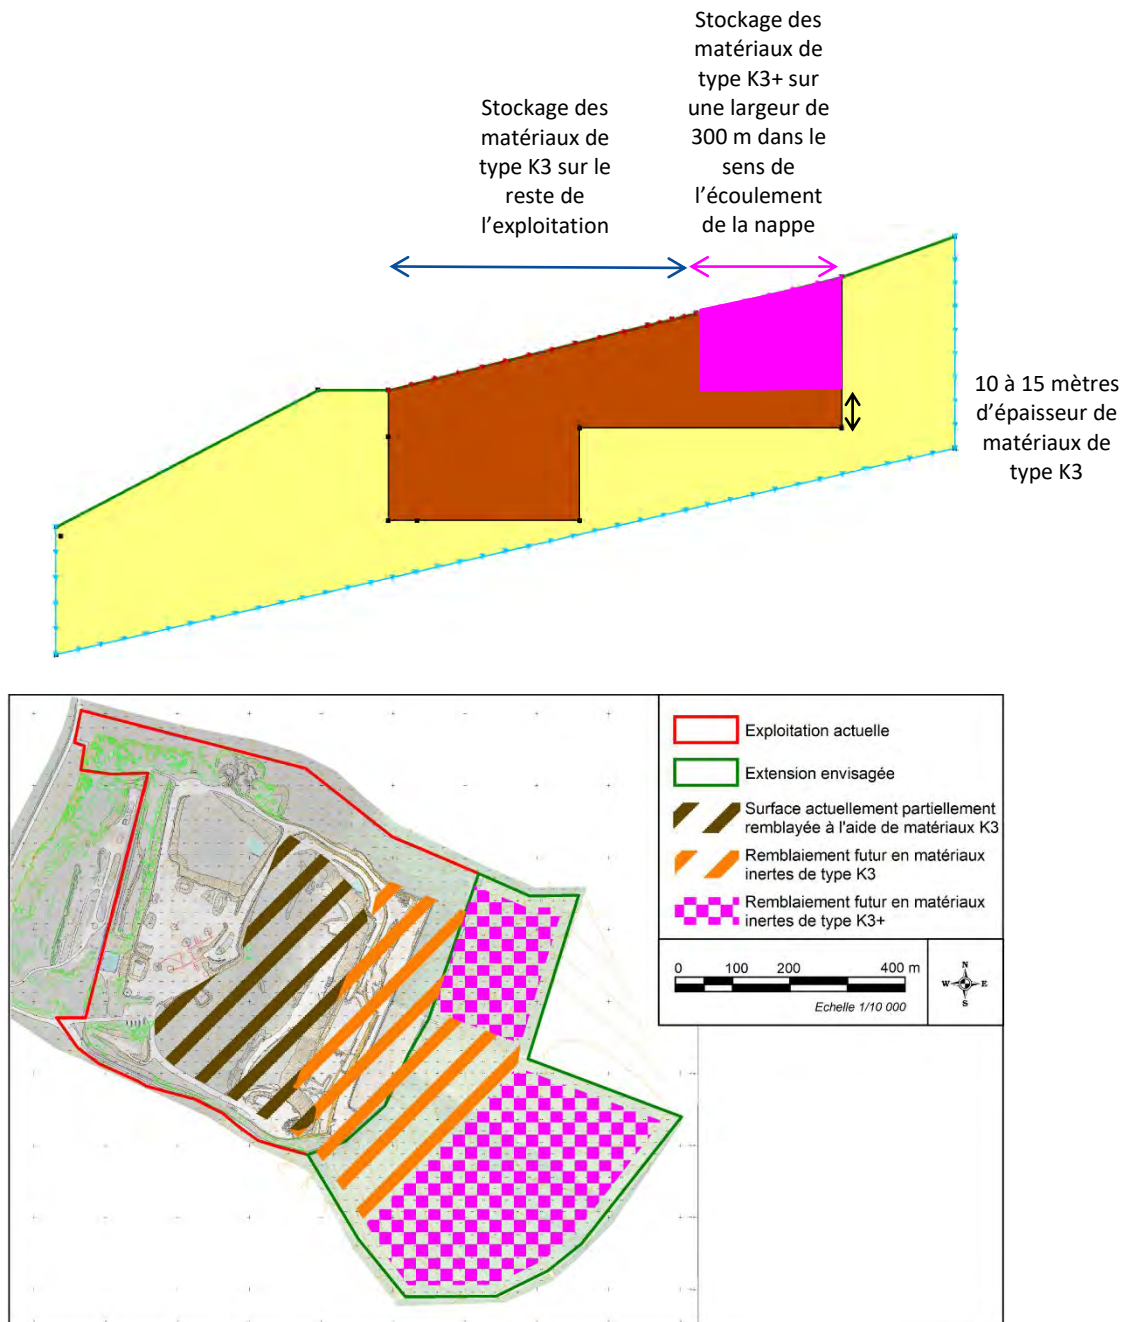 Stockage des
matériaux de
type K3+ sur
une largeur de
300 m dans le
sens de
l’écoulement
de la nappe
Stockage des
matériaux de
type K3 sur le
reste de
l’exploitation
10 à 15 mètres
d’épaisseur de
matériaux de
type K3
Exploitation actuelle
Extension envisagée
Surface actuellement partiellement
remblayée à l'aide de matériaux K3
Remblaiement futur en matériaux
inertes de type K3
Remblaiement futur en matériaux
inertes de type K3+
0 100 200 400 m
Echelle 1/10 000
N
W E
S